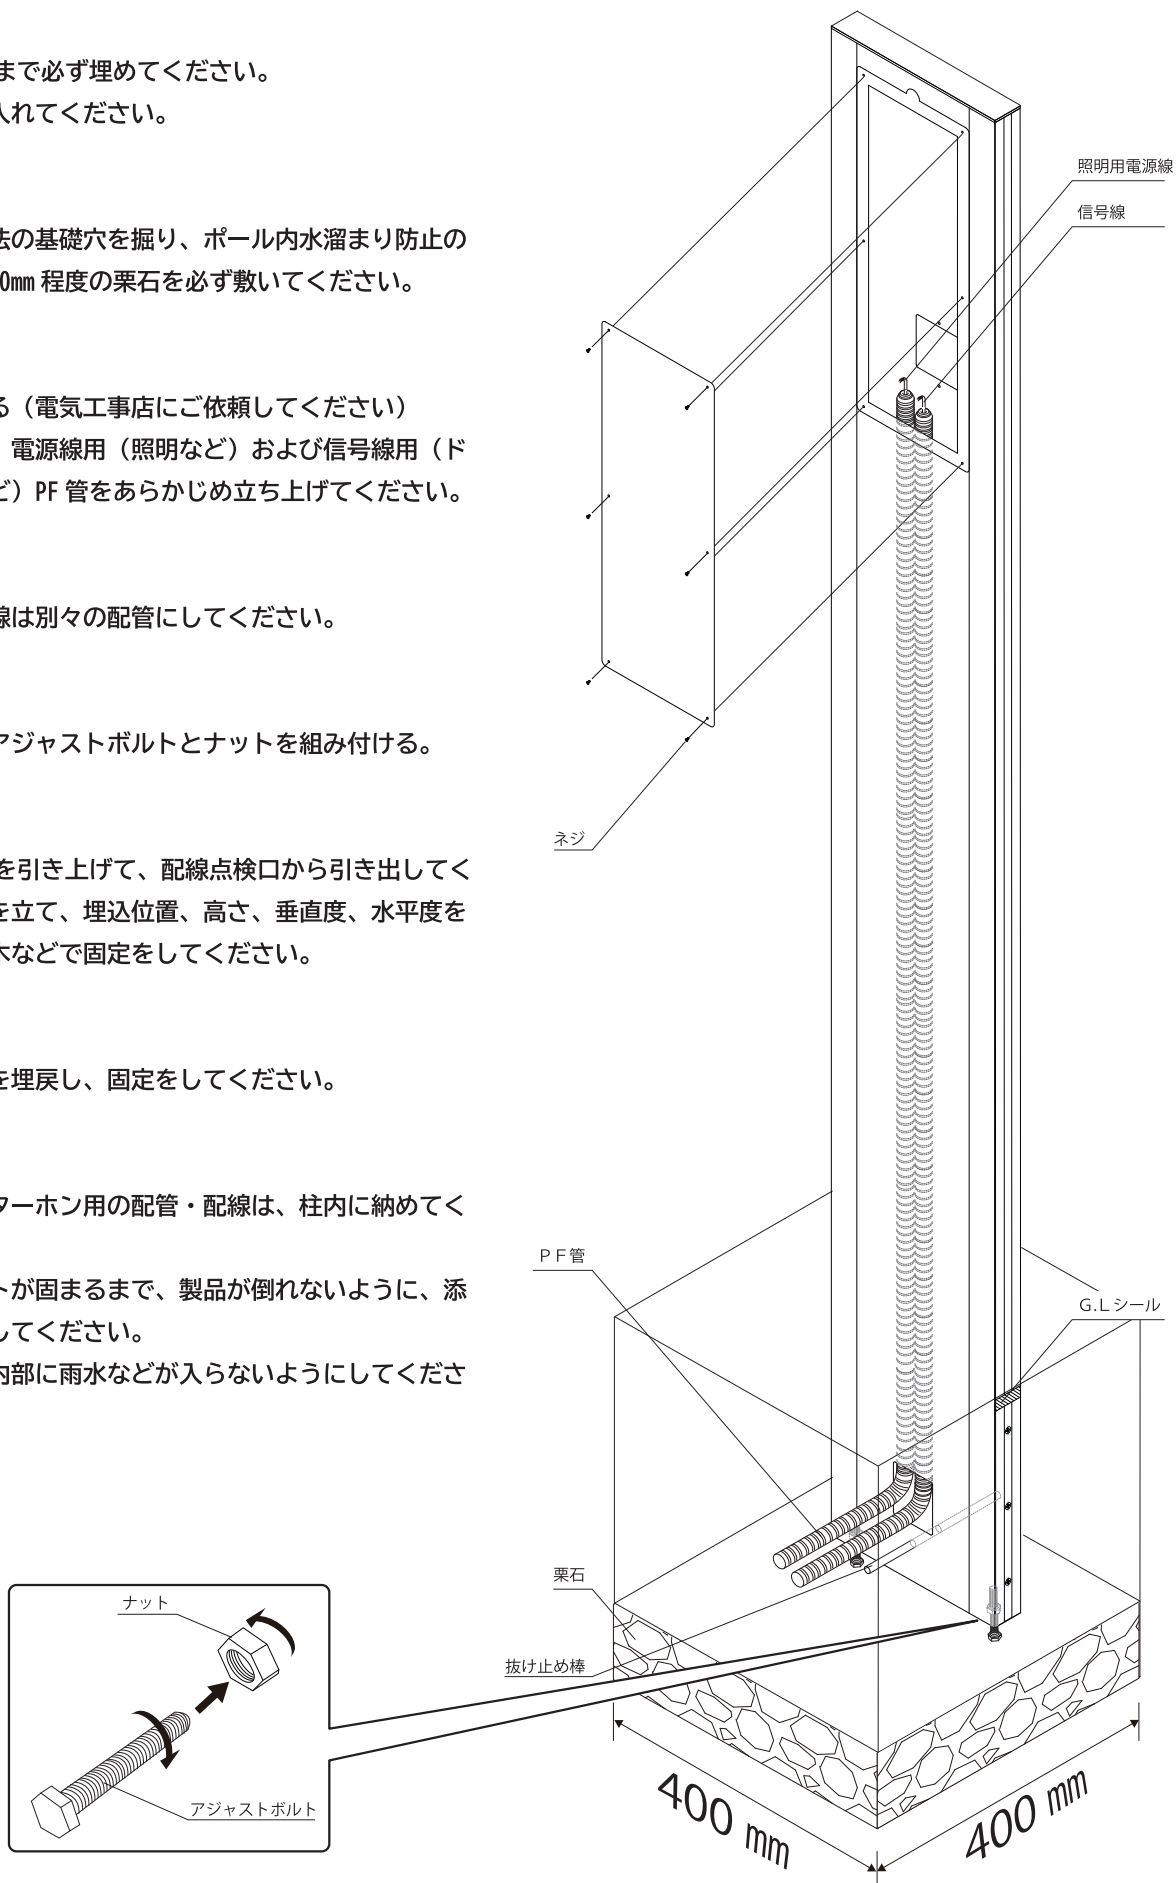 まで必ず埋めてください。
入れてください。
法の基礎穴を掘り、ポール内水溜まり防止の
0mm 程度の栗石を必ず敷いてください。
る（電気工事店にご依頼してください）
電源線用（照明など）および信号線用（ド
ど）PF 管をあらかじめ立ち上げてください。
線は別々の配管にしてください。
アジャストボルトとナットを組み付ける。
を引き上げて、配線点検口から引き出してく
を立て、埋込位置、高さ、垂直度、水平度を
木などで固定をしてください。
を埋戻し、固定をしてください。
ターホン用の配管・配線は、柱内に納めてく
トが固まるまで、製品が倒れないように、添
してください。
内部に雨水などが入らないようにしてくださ
照明用電源線
信号線
ネジ
ＰＦ管
G.Lシール
栗石
抜け止め棒
ナット
アジャストボルト
400 mm
400 mm